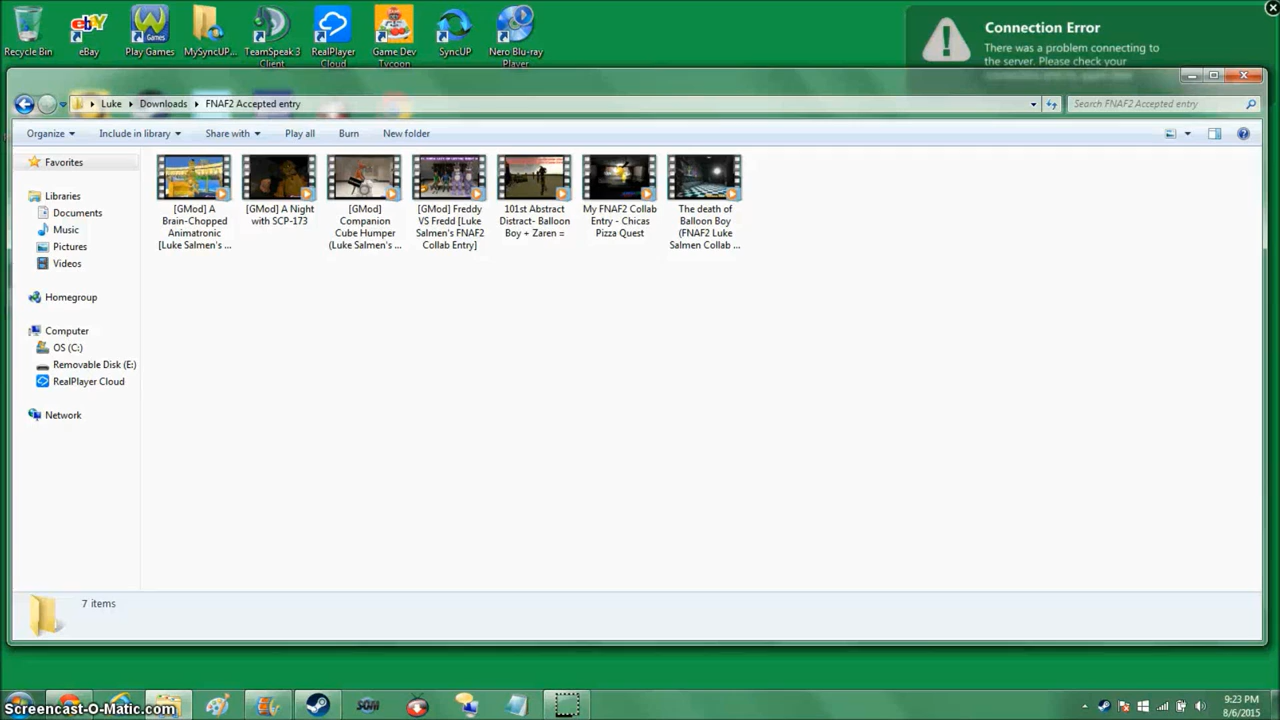 Connection Error
There was a problem connecting to
the server. Please check your
Recycle Bin
eBay
Play Games
MySyncUP...
TeamSpeak 3
Client
RealPlayer
Cloud
Game Dev
Tycoon
SyncUP
Nero Blu-ray
Player
Luke
Downloads
FNAF2 Accepted entry
Search FNAF2 Accepted entry
Organize
Include in library
Share with
Play all
Burn
New folder
Favorites
Libraries
Documents
Music
Pictures
Videos
Homegroup
Computer
OS (C:)
Removable Disk (E:)
RealPlayer Cloud
Network
[GMod] A
Brain-Chopped
Animatronic
[Luke Salmen's ...
[GMod] A Night
with SCP-173
[GMod]
Companion
Cube Humper
(Luke Salmen's ...
[GMod] Freddy
VS Fredd [Luke
Salmen's FNAF2
Collab Entry]
101st Abstract
Distract- Balloon
Boy + Zaren =
My FNAF2 Collab
Entry - Chicas
Pizza Quest
The death of
Balloon Boy
(FNAF2 Luke
Salmen Collab ...
7 items
SOM
Screencast-O-Matic.com
9:23 PM
8/6/2015